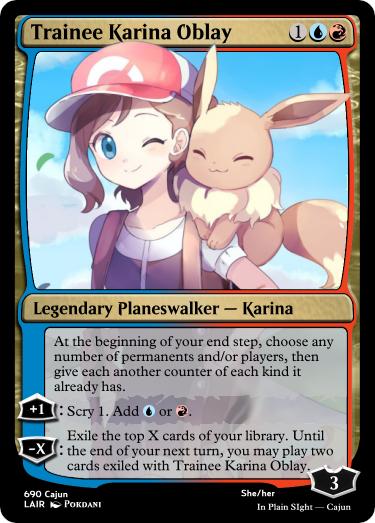 Trainee Karina Oblay 1
Legendary Planeswalker — Karina
At the beginning of your end step, choose any
number of permanents and/or players, then
give each another counter of each kind it
already has.
+1: Scry 1. Add or .
Exile the top X cards of your library. Until
-X: the end of your next turn, you may play two
cards exiled with Trainee Karina Oblay.
3
690 Cajun She/her
LAIR POKDANI In Plain SIght — Cajun